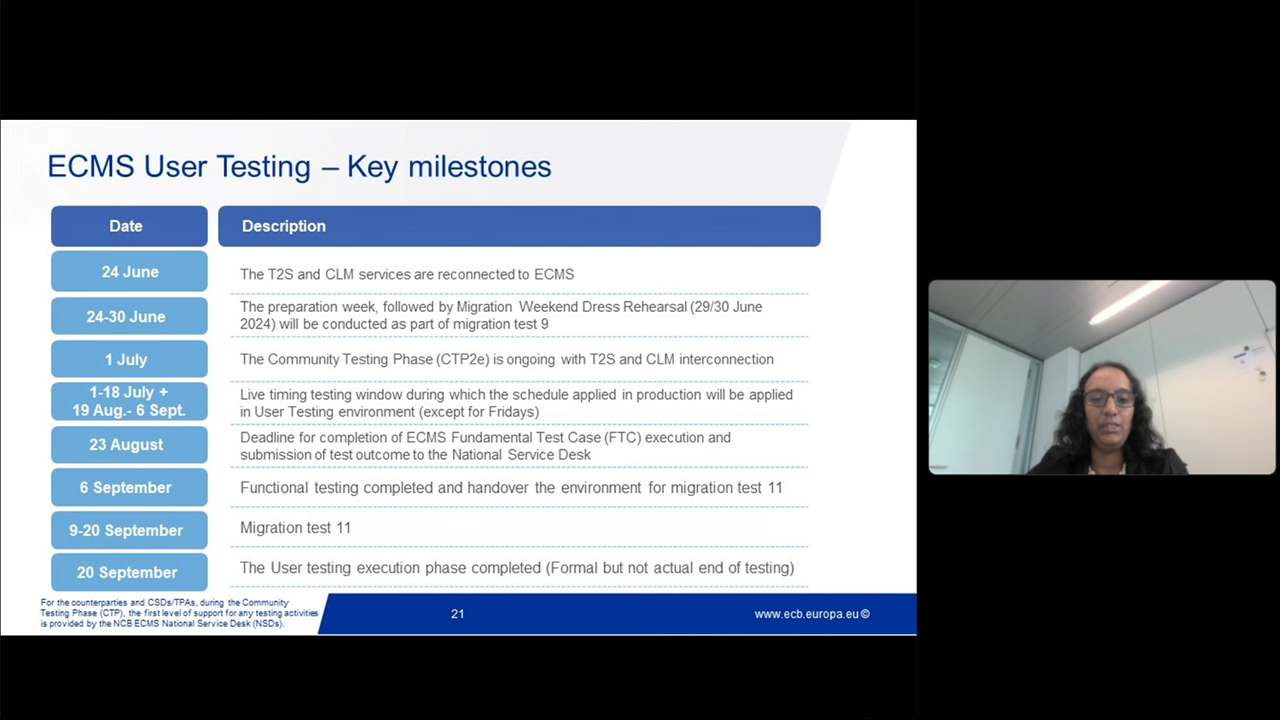 ECMS User Testing – Key milestones
Date
Description
24 June
The T2S and CLM services are reconnected to ECMS
24-30 June
The preparation week, followed by Migration Weekend Dress Rehearsal (29/30 June
2024) will be conducted as part of migration test 9
1 July
The Community Testing Phase (CTP2e) is ongoing with T2S and CLM interconnection
1-18 July +
19 Aug.- 6 Sept.
Live timing testing window during which the schedule applied in production will be applied
in User Testing environment (except for Fridays)
23 August
Deadline for completion of ECMS Fundamental Test Case (FTC) execution and
submission of test outcome to the National Service Desk
6 September
Functional testing completed and handover the environment for migration test 11
9-20 September
Migration test 11
20 September
The User testing execution phase completed (Formal but not actual end of testing)
For the counterparties and CSDs/TPAs, during the Community
Testing Phase (CTP), the first level of support for any testing activities
is provided by the NCB ECMS National Service Desk (NSDs).
21
www.ecb.europa.eu ©